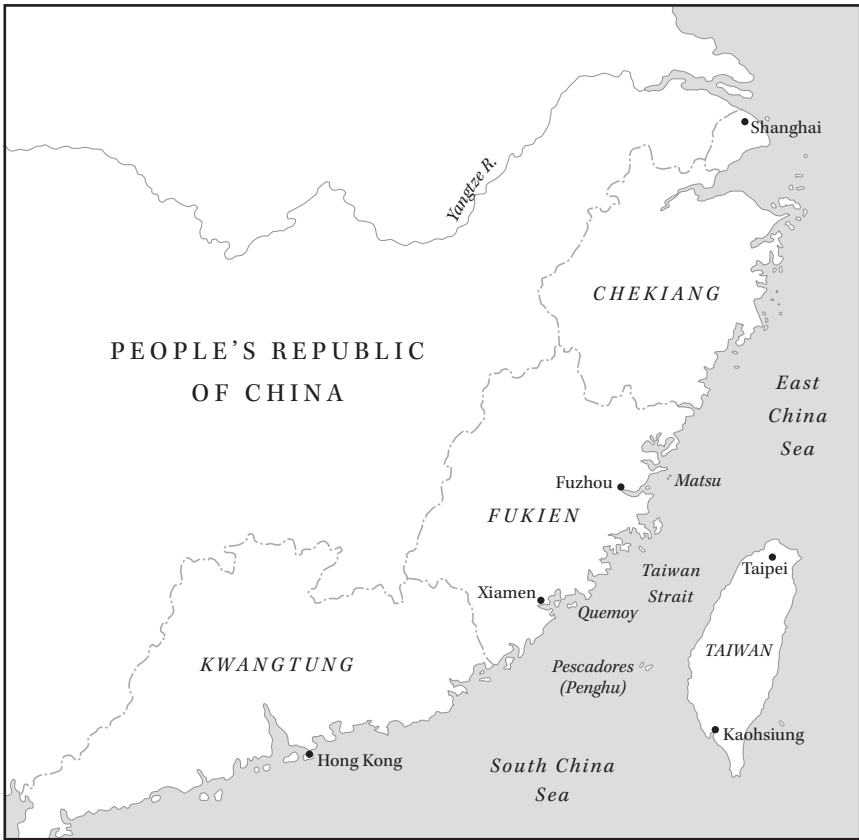 Shanghai
Yangtze R.
CHEKIANG
PEOPLE’S REPUBLIC
OF CHINA
East
China
Sea
Fuzhou
Matsu
FUKIEN
Taiwan
Strait
Taipei
Xiamen
Quemoy
KWANGTUNG
Pescadores
(Penghu)
TAIWAN
Kaohsiung
Hong Kong
South China
Sea